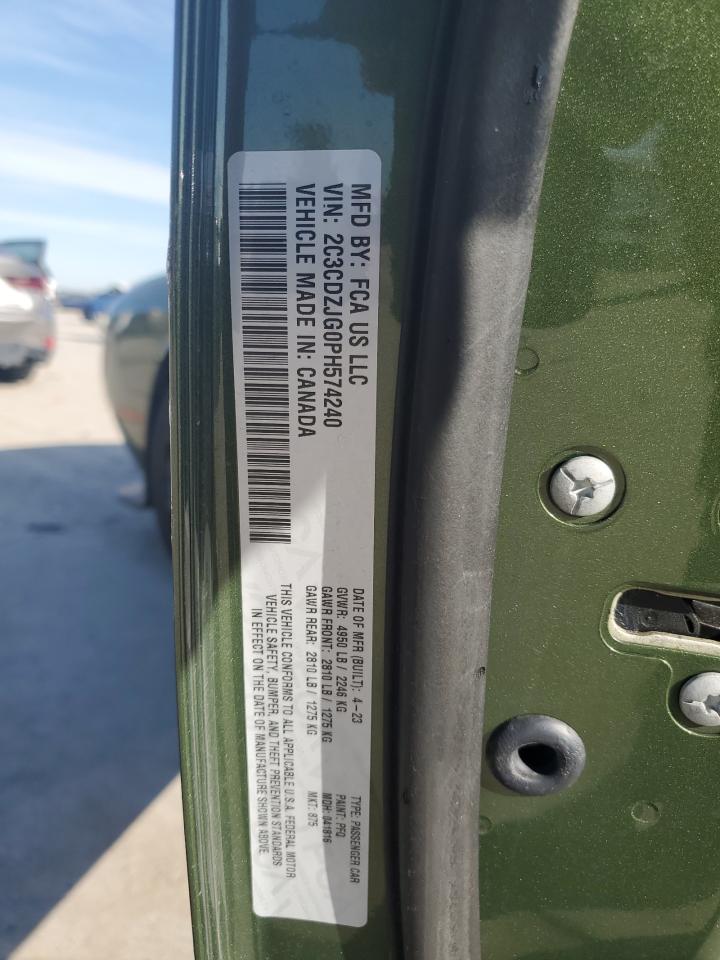 MFD BY: FCA US LLC
VIN: 2C3CDZJG0PH574240
VEHICLE MADE IN: CANADA
DATE OF MFR (BUILT): 4-23
GVWR: 4950 LB / 2246 KG
GAWR FRONT: 2810 LB / 1275 KG
GAWR REAR: 2810 LB / 1275 KG
TYPE: PASSENGER CAR
PAINT: PFQ
MDH: 041816
MKT: 875
THIS VEHICLE CONFORMS TO ALL APPLICABLE U.S.A. FEDERAL MOTOR
VEHICLE SAFETY, BUMPER, AND THEFT PREVENTION STANDARDS
IN EFFECT ON THE DATE OF MANUFACTURE SHOWN ABOVE.